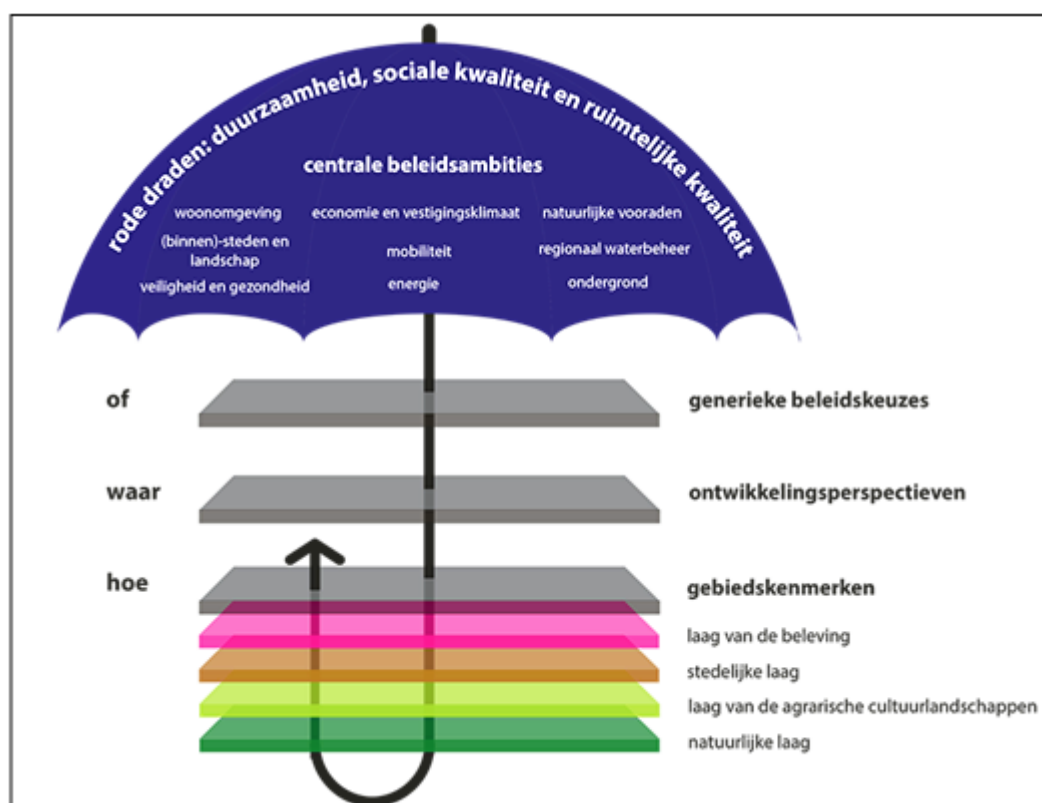 rode draden: duurzaamheid, sociale kwaliteit en ruimtelijke kwaliteit
centrale beleidsambities
woonomgeving
(binnen)-steden en
landschap
veiligheid en gezondheid
economie en vestigingsklimaat
mobiliteit
energie
natuurlijke vooraden
regionaal waterbeheer
ondergrond
of
generieke beleidskeuzes
waar
ontwikkelingsperspectieven
hoe
gebiedskenmerken
laag van de beleving
stedelijke laag
laag van de agrarische cultuurlandschappen
natuurlijke laag